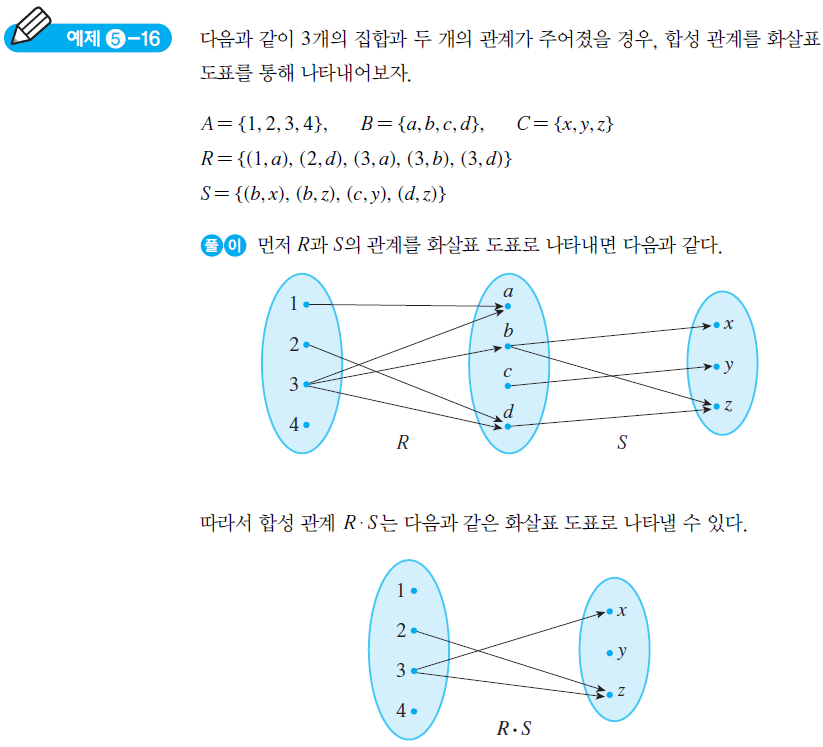 예제 5-16
다음과 같이 3개의 집합과 두 개의 관계가 주어졌을 경우, 합성 관계를 화살표
도표를 통해 나타내어보자.
A={1,2,3,4}, B={a,b,c,d}, C={x,y,z}
R={(1,a), (2,d), (3,a), (3,b), (3,d)}
S={(b,x), (b,z), (c,y), (d,z)}
풀이 먼저 R과 S의 관계를 화살표 도표로 나타내면 다음과 같다.
1
2
3
4
R
a
b
c
d
S
x
y
z
따라서 합성 관계 R·S는 다음과 같은 화살표 도표로 나타낼 수 있다.
1
2
3
4
x
y
z
R·S